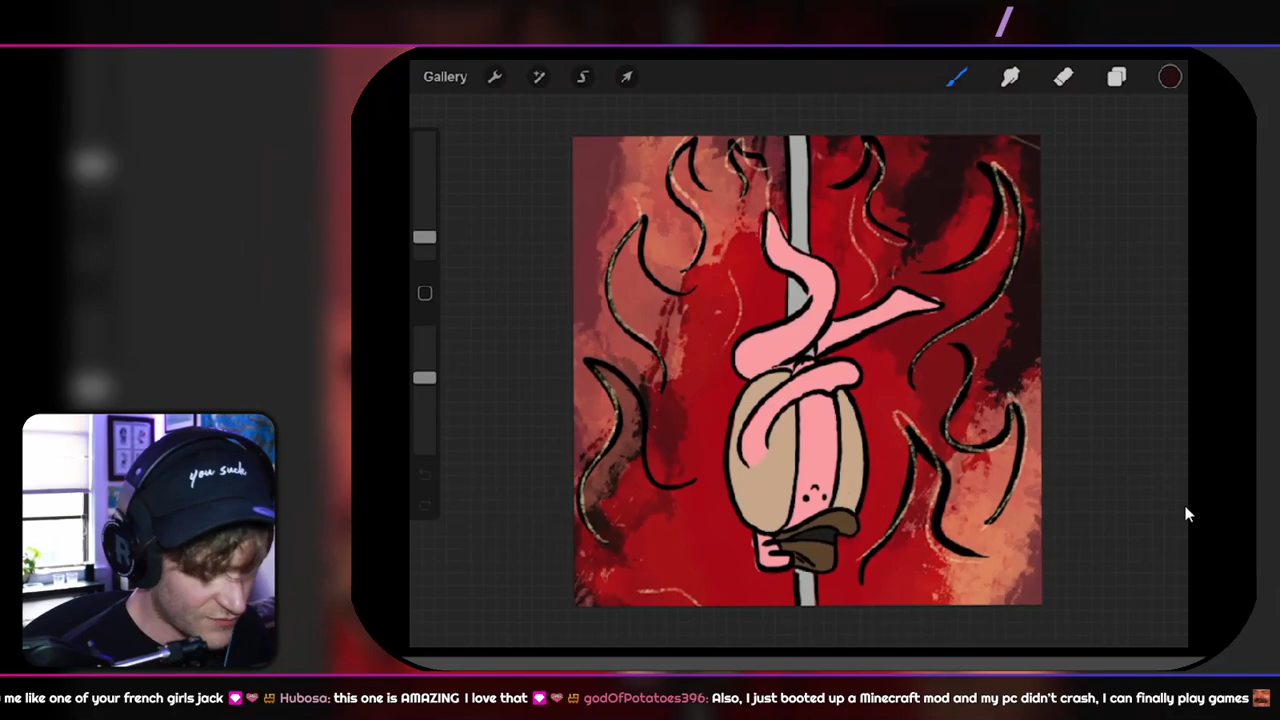 Gallery
you suck
R
me like one of your french girls jack Hubosa: this one is AMAZING I love that godOfPotatoes396: Also, I just booted up a Minecraft mod and my pc didn't crash, I can finally play games